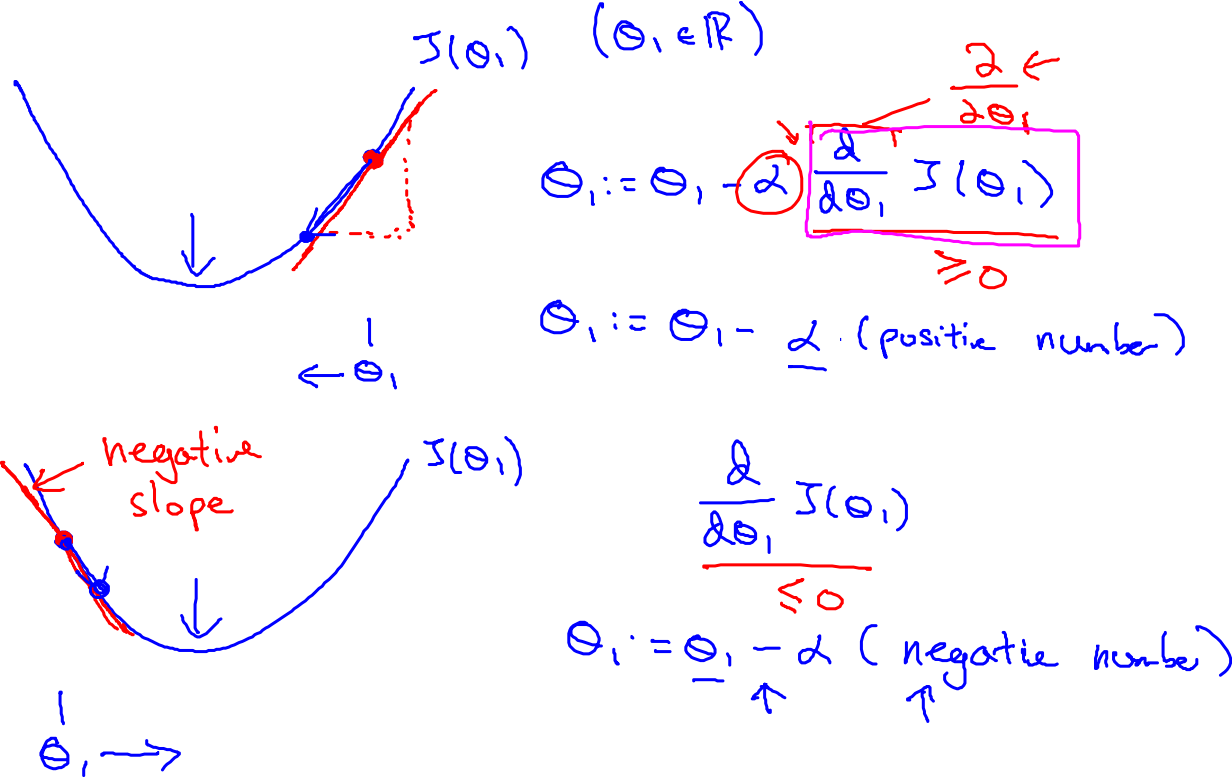 J(θ₁) (θ₁ ∈ ℝ)
∂/∂θ₁ ←
θ₁ := θ₁ - α d/dθ₁ J(θ₁)
≥ 0
θ₁ := θ₁ - α · (positive number)
← θ₁
negative slope
J(θ₁)
d/dθ₁ J(θ₁)
≤ 0
θ₁ := θ₁ - α (negative number)
θ₁ →